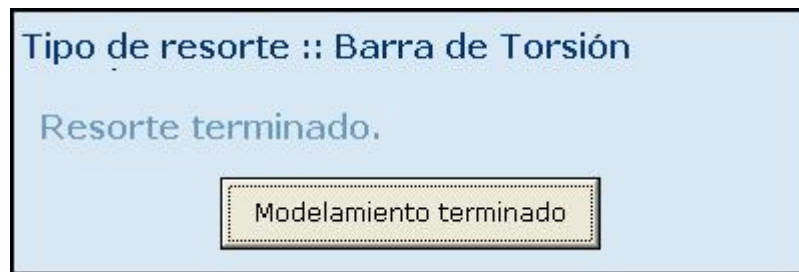 Tipo de resorte :: Barra de Torsión
Resorte terminado.
Modelamiento terminado